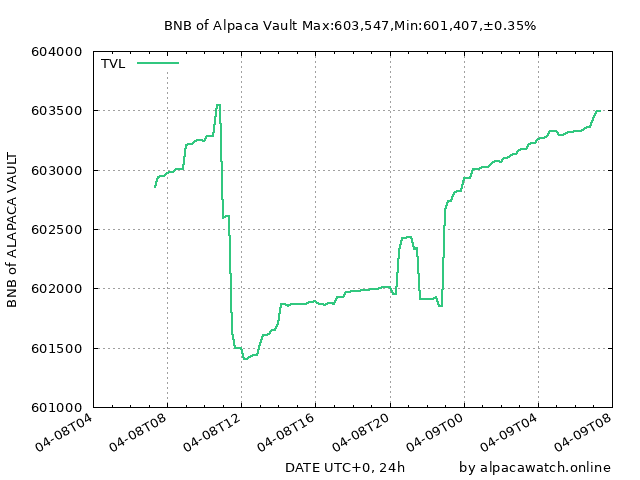 BNB of Alpaca Vault Max:603,547,Min:601,407,±0.35%
604000
TVL
603500
603000
602500
602000
601500
601000
BNB of ALAPACA VAULT
04-08T04
04-08T08
04-08T12
04-08T16
04-08T20
04-09T00
04-09T04
04-09T08
DATE UTC+0, 24h
by alpacawatch.online